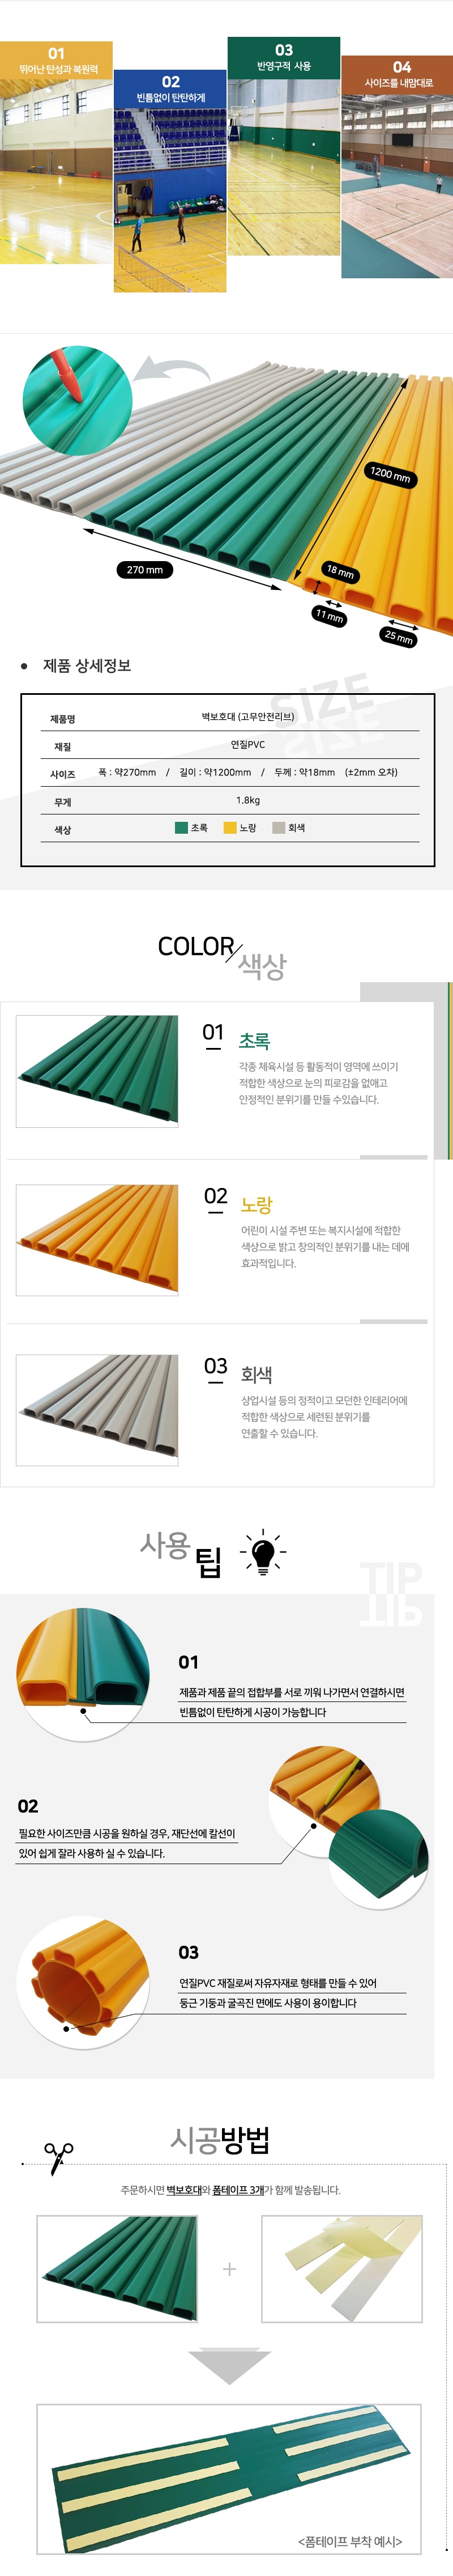 01
뛰어난 탄성과 복원력
02
빈틈없이 탄탄하게
03
반영구적 사용
04
사이즈를 내맘대로
1200 mm
270 mm
18 mm
11 mm
25 mm
제품 상세정보
SIZE
제품명 벽보호대 (고무안전리브)
재질 연질PVC
사이즈 폭 : 약270mm / 길이 : 약1200mm / 두께 : 약18mm (±2mm 오차)
무게 1.8kg
색상 초록 노랑 회색
COLOR/색상
01
초록
각종 체육시설 등 활동적이 영역에 쓰이기
적합한 색상으로 눈의 피로감을 없애고
안정적인 분위기를 만들 수있습니다.
02
노랑
어린이 시설 주변 또는 복지시설에 적합한
색상으로 밝고 창의적인 분위기를 내는 데에
효과적입니다.
03
회색
상업시설 등의 정적이고 모던한 인테리어에
적합한 색상으로 세련된 분위기를
연출할 수 있습니다.
사용팁
TIP
01
제품과 제품 끝의 접합부를 서로 끼워 나가면서 연결하시면
빈틈없이 탄탄하게 시공이 가능합니다
02
필요한 사이즈만큼 시공을 원하실 경우, 재단선에 칼선이
있어 쉽게 잘라 사용하 실 수 있습니다.
03
연질PVC 재질로써 자유자재로 형태를 만들 수 있어
둥근 기둥과 굴곡진 면에도 사용이 용이합니다
시공방법
주문하시면 벽보호대와 폼테이프 3개가 함께 발송됩니다.
+
<폼테이프 부착 예시>